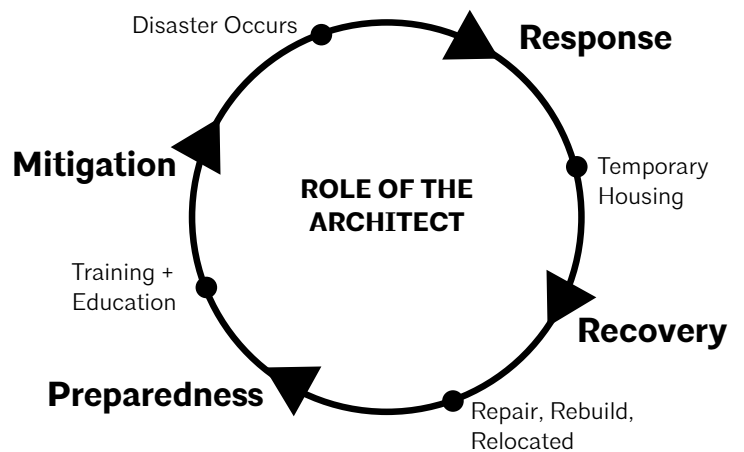 Disaster Occurs
Response
Mitigation
ROLE OF THE
ARCHITECT
Temporary
Housing
Training +
Education
Recovery
Preparedness
Repair, Rebuild,
Relocated